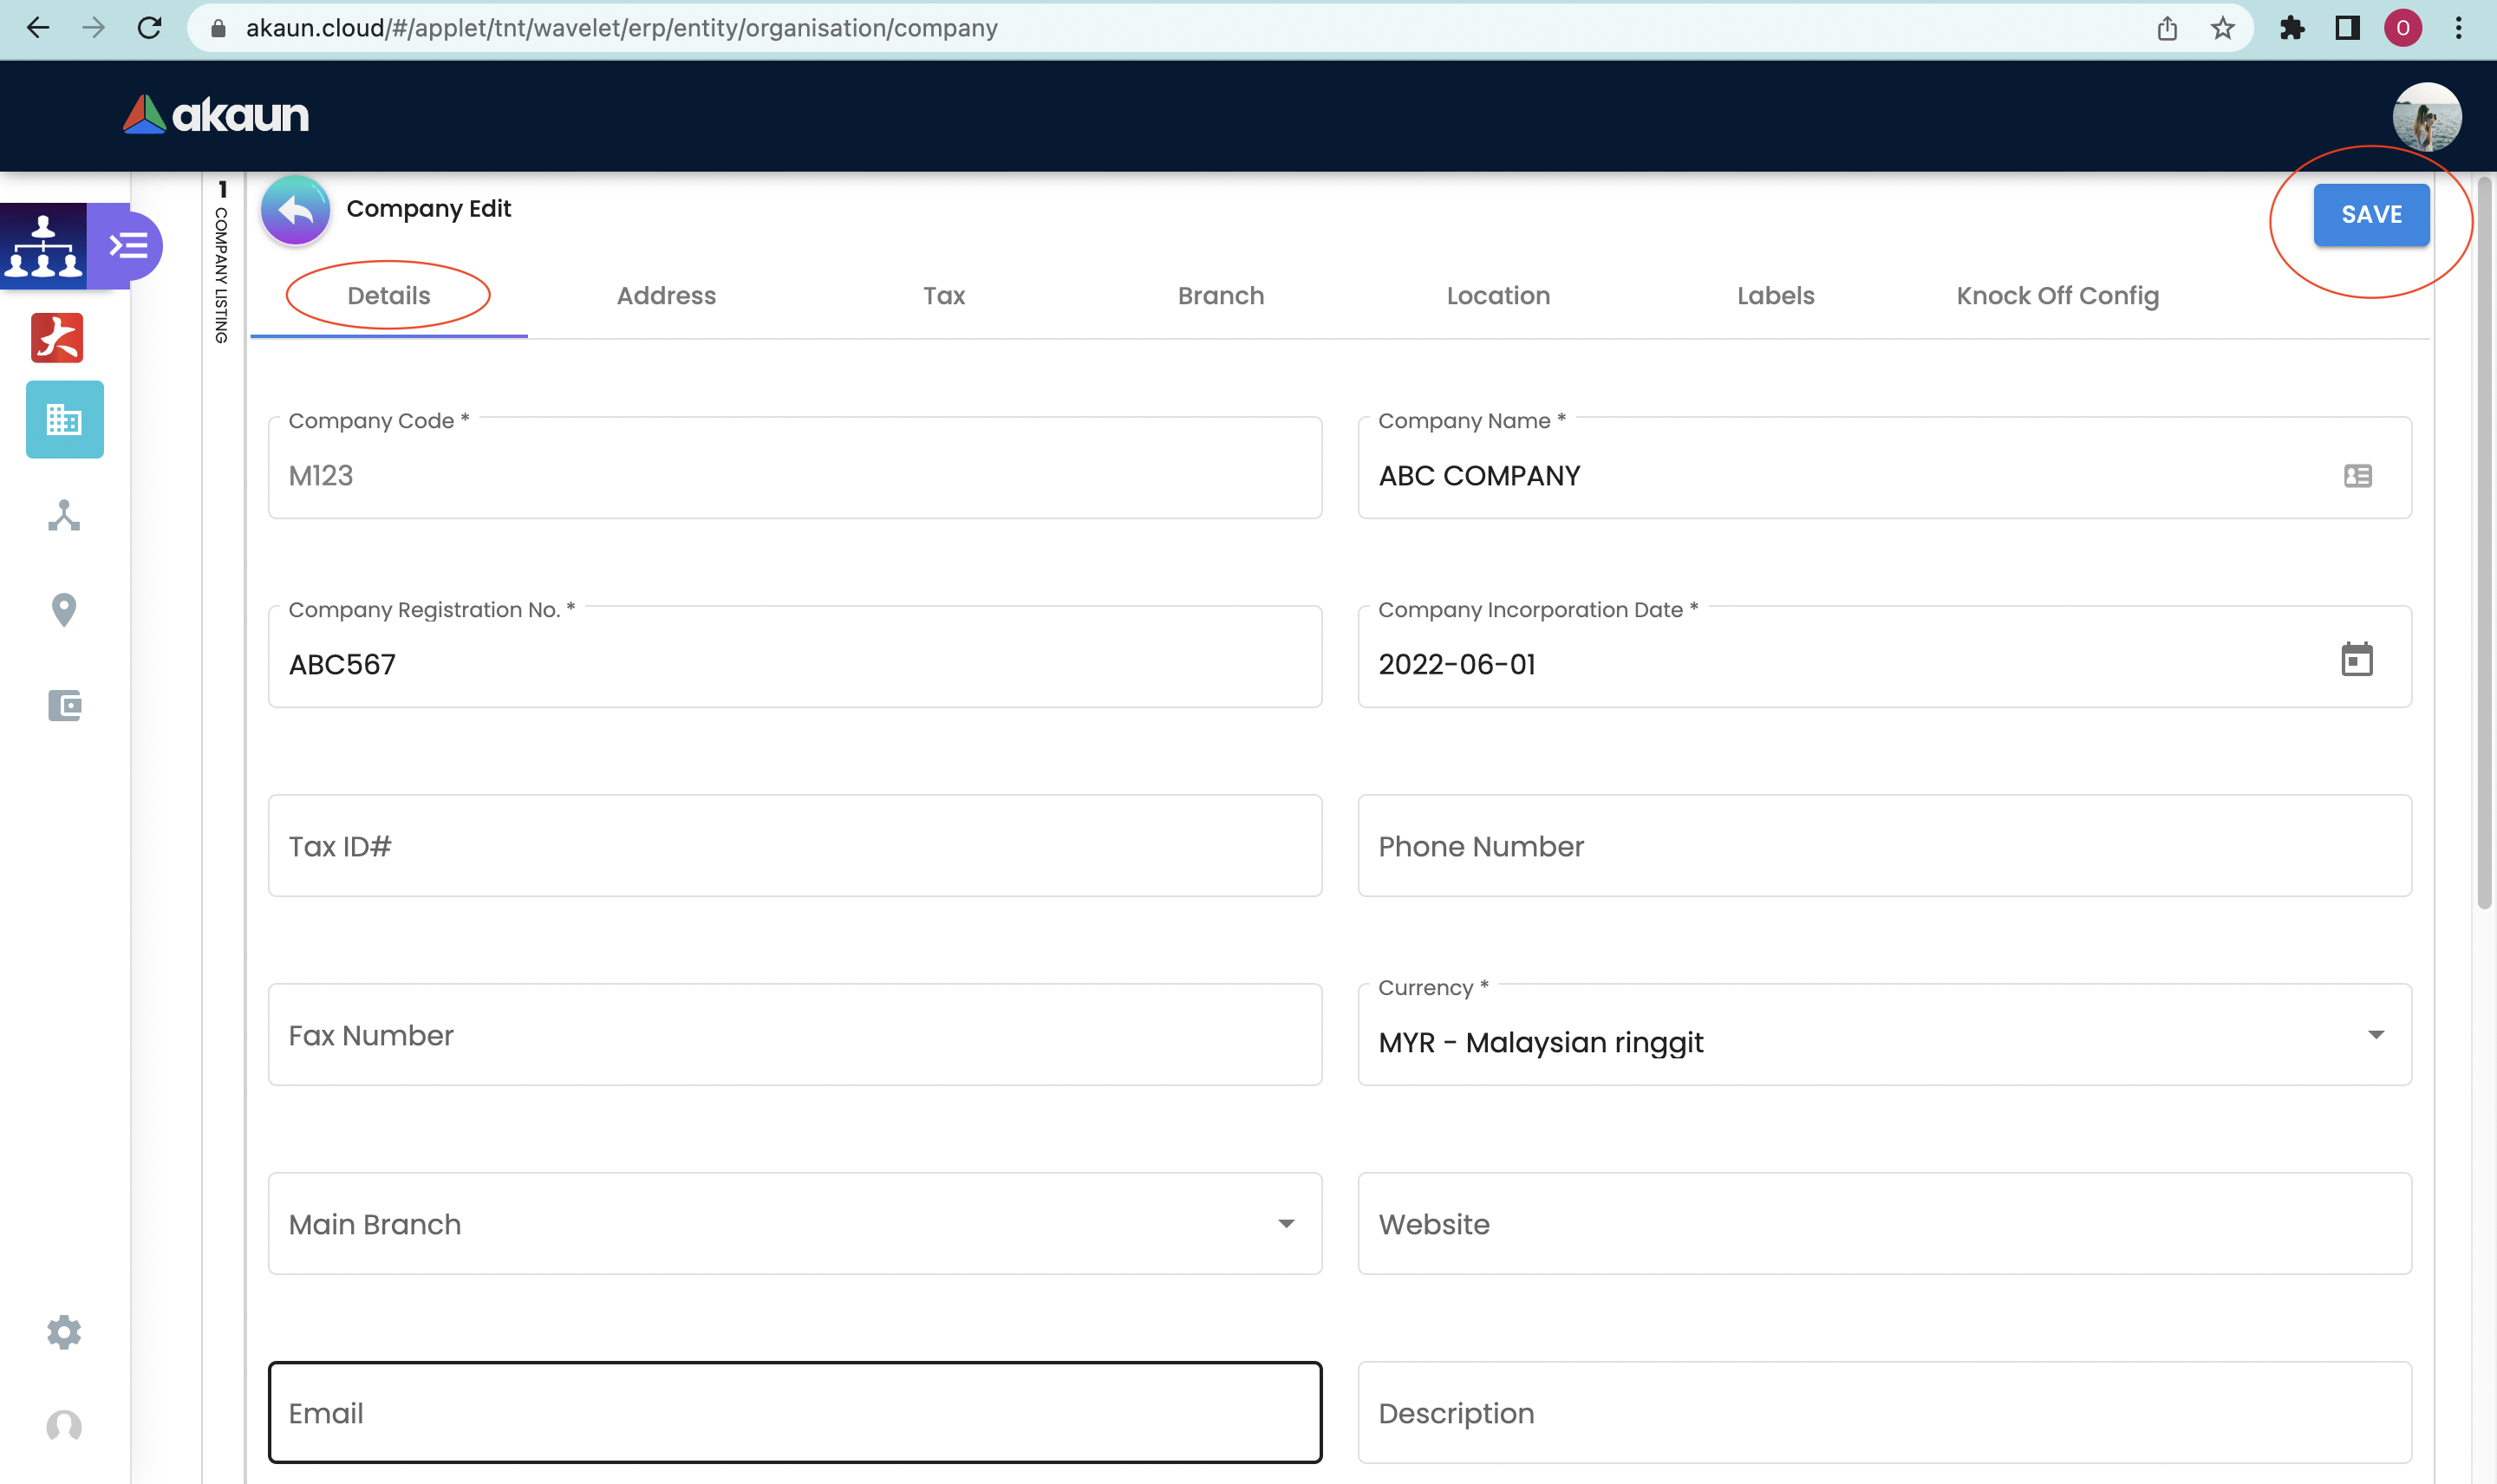 akaun.cloud/#/applet/tnt/wavelet/erp/entity/organisation/company
O
akaun
1 COMPANY LISTING
Company Edit
SAVE
Details Address Tax Branch Location Labels Knock Off Config
Company Code *
M123
Company Name *
ABC COMPANY
Company Registration No. *
ABC567
Company Incorporation Date *
2022-06-01
Tax ID#
Phone Number
Fax Number
Currency *
MYR - Malaysian ringgit
Main Branch
Website
Email
Description